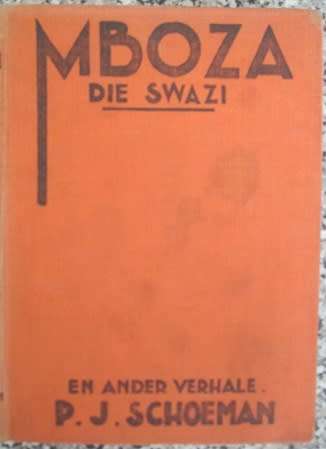 MBOZA
DIE SWAZI
EN ANDER VERHALE.
P. J. SCHOEMAN